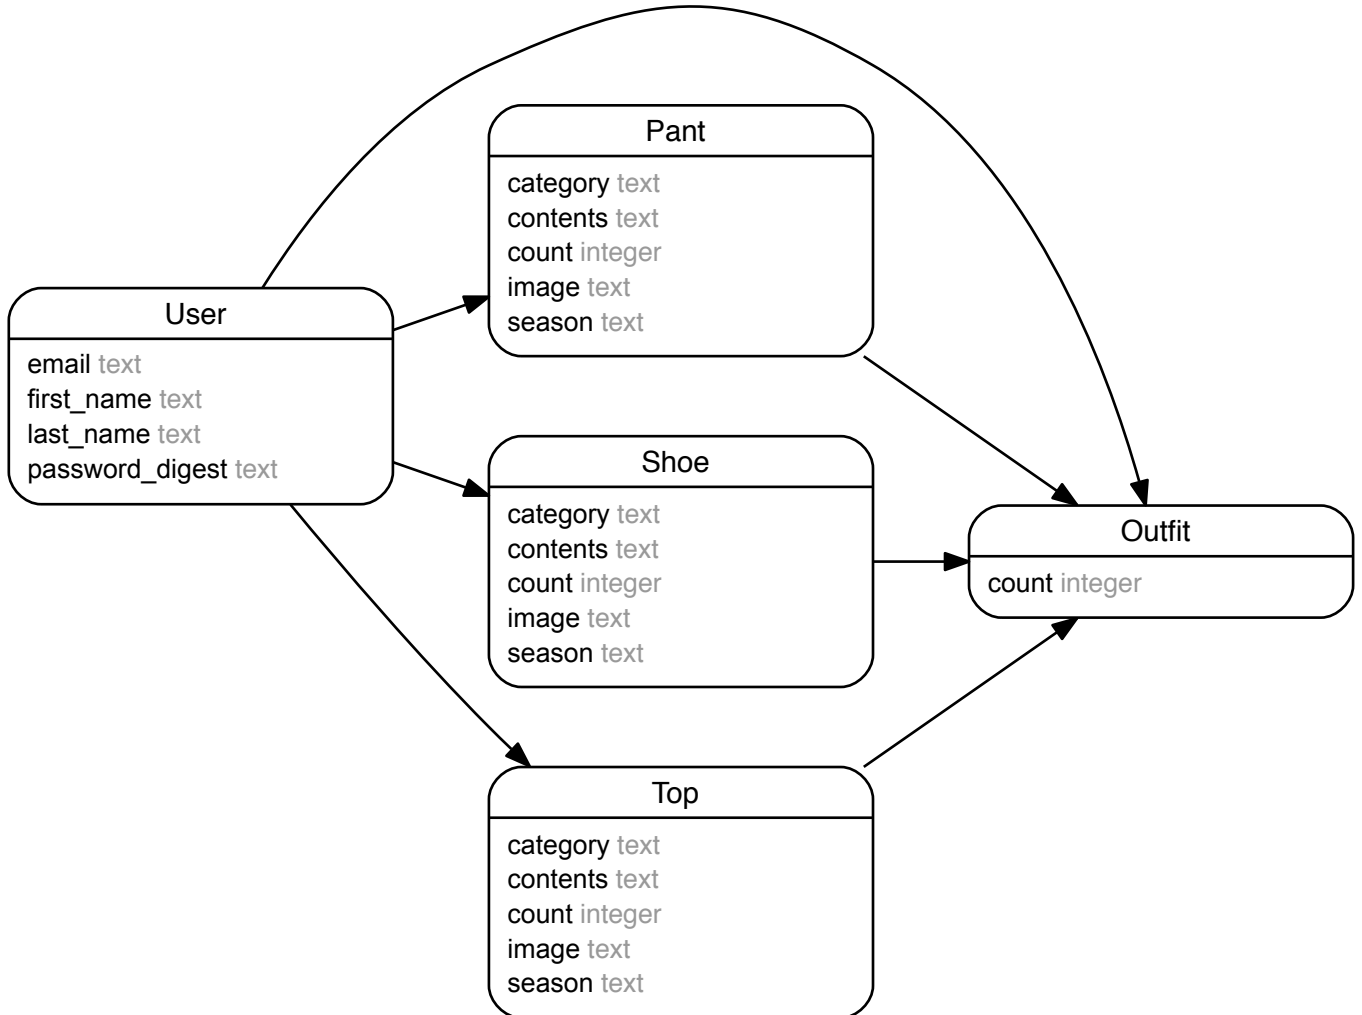 Pant
category text
contents text
count integer
image text
season text
User
email text
first_name text
last_name text
password_digest text
Shoe
category text
contents text
count integer
image text
season text
Outfit
count integer
Top
category text
contents text
count integer
image text
season text